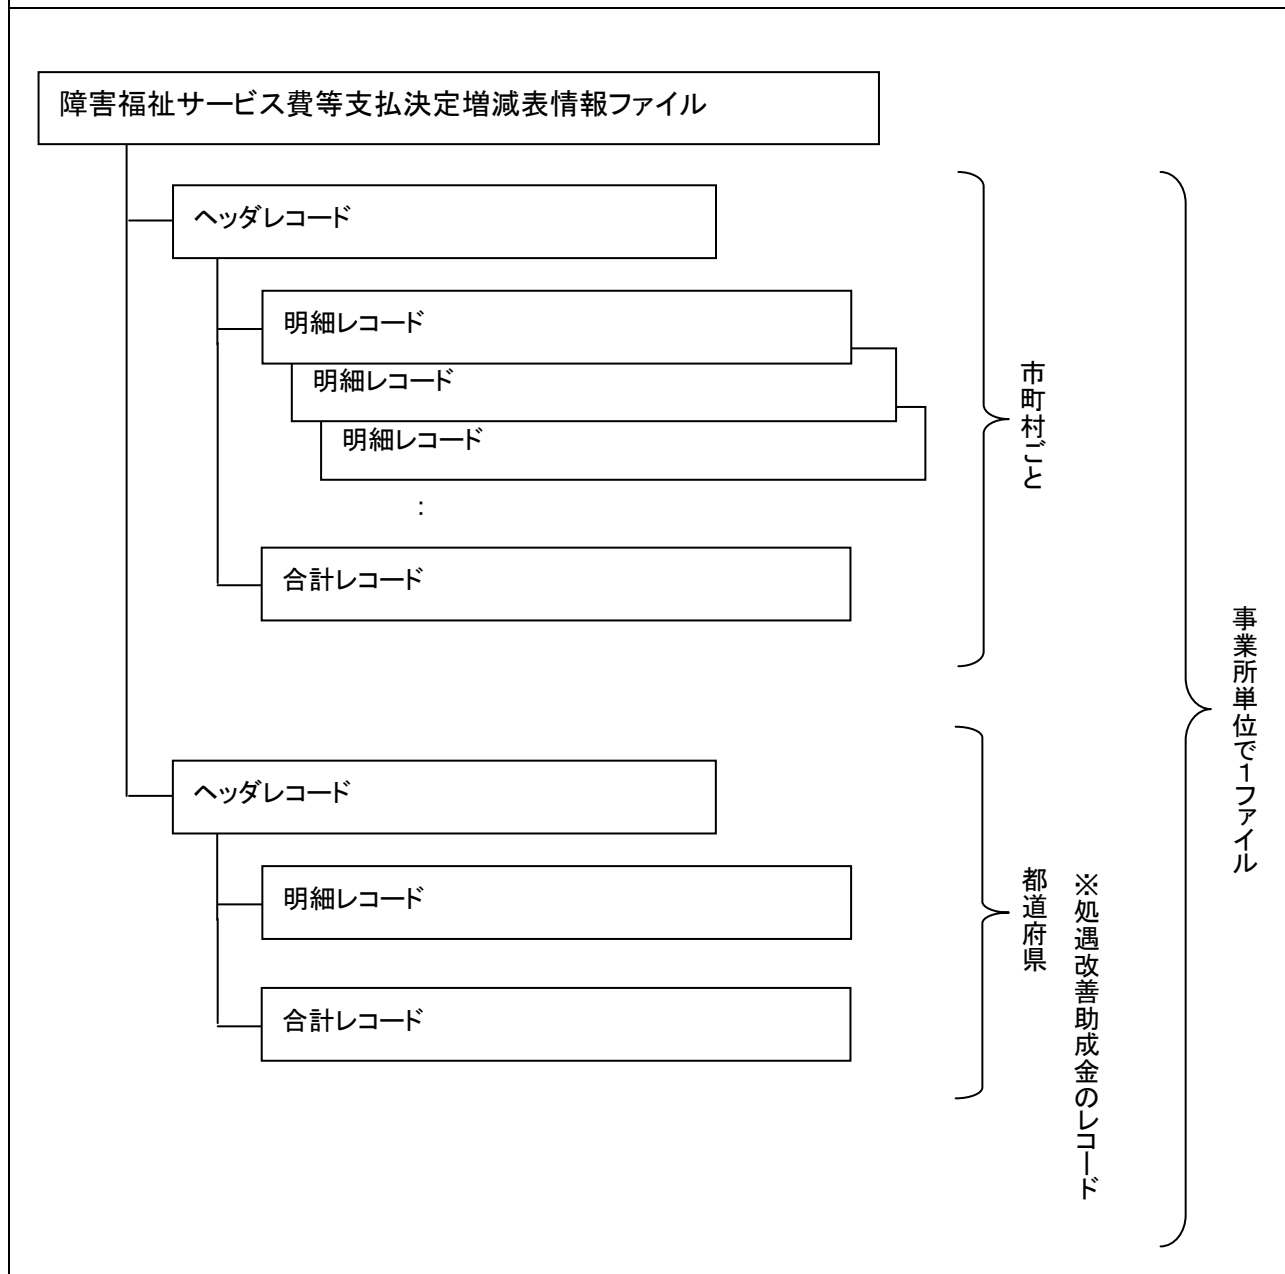 障害福祉サービス費等支払決定増減表情報ファイル
ヘッダレコード
明細レコード
明細レコード
明細レコード
:
合計レコード
市町村ごと
ヘッダレコード
明細レコード
合計レコード
都道府県
※処遇改善助成金のレコード
事業所単位で1ファイル